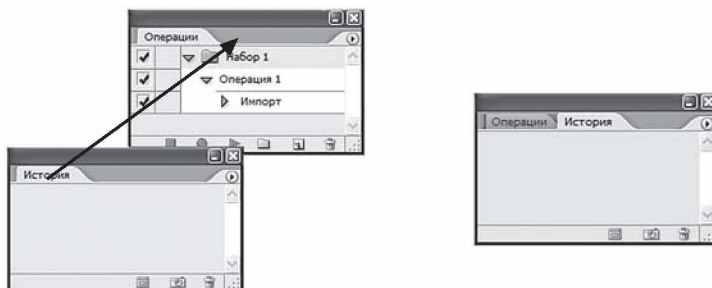 Операции
Набор 1
Операция 1
Импорт
История
Операции История